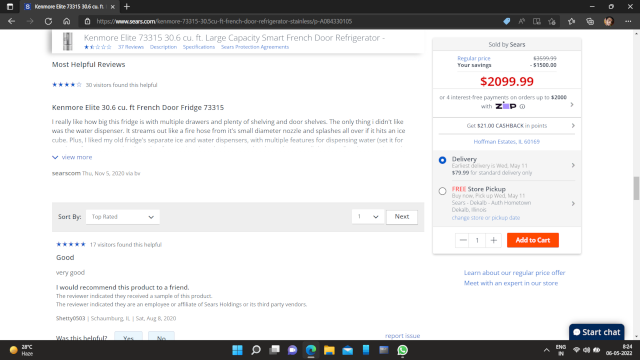 Kenmore Elite 73315 30.6 cu. ft.
https://www.sears.com/kenmore-73315-30.5cu-ft-french-door-refrigerator-stainless/p-A084330105
Kenmore Elite 73315 30.6 cu. ft. Large Capacity Smart French Door Refrigerator -
37 Reviews Description Specifications Sears Protection Agreements
Most Helpful Reviews
30 visitors found this helpful
Kenmore Elite 30.6 cu ft French Door Fridge 73315
I really like how big this fridge is with multiple drawers and plenty of shelving and door shelves. The only thing i didn't like
was the water dispenser. It streams out like a fire hose from it's small diameter nozzle and splashes all over if it hits an ice
cube. Plus, I liked my old fridge's separate ice and water dispensers, with multiple features for dispensing water (set it for
view more
searscom Thu, Nov 5, 2020 via bv
Sort By: Top Rated 1 Next
17 visitors found this helpful
Good
very good
I would recommend this product to a friend.
The reviewer indicated they received a sample of this product.
The reviewer indicated they are an employee or affiliate of Sears Holdings or its third party vendors.
Shetty0503 | Schaumburg, IL | Sat, Aug 8, 2020
Was this helpful? Yes No
report issue
Sold by Sears
Regular price $3599.99
Your savings - $1500.00
$2099.99
or 4 interest-free payments on orders up to $2000
with ZIP
Get $21.00 CASHBACK in points
Hoffman Estates, IL 60169
Delivery
Earliest delivery is Wed, May 11
$79.99 for standard delivery only.
FREE Store Pickup
Buy now, Pick up Wed, May 11
Sears - Dekalb - Auth Hometown
Dekalb, Illinois
change store or pickup date
— 1 + Add to Cart
Learn about our regular price offer
Meet with an expert in our store
Start chat
28°C
Haze
ENG
IN
8:24
06-05-2022